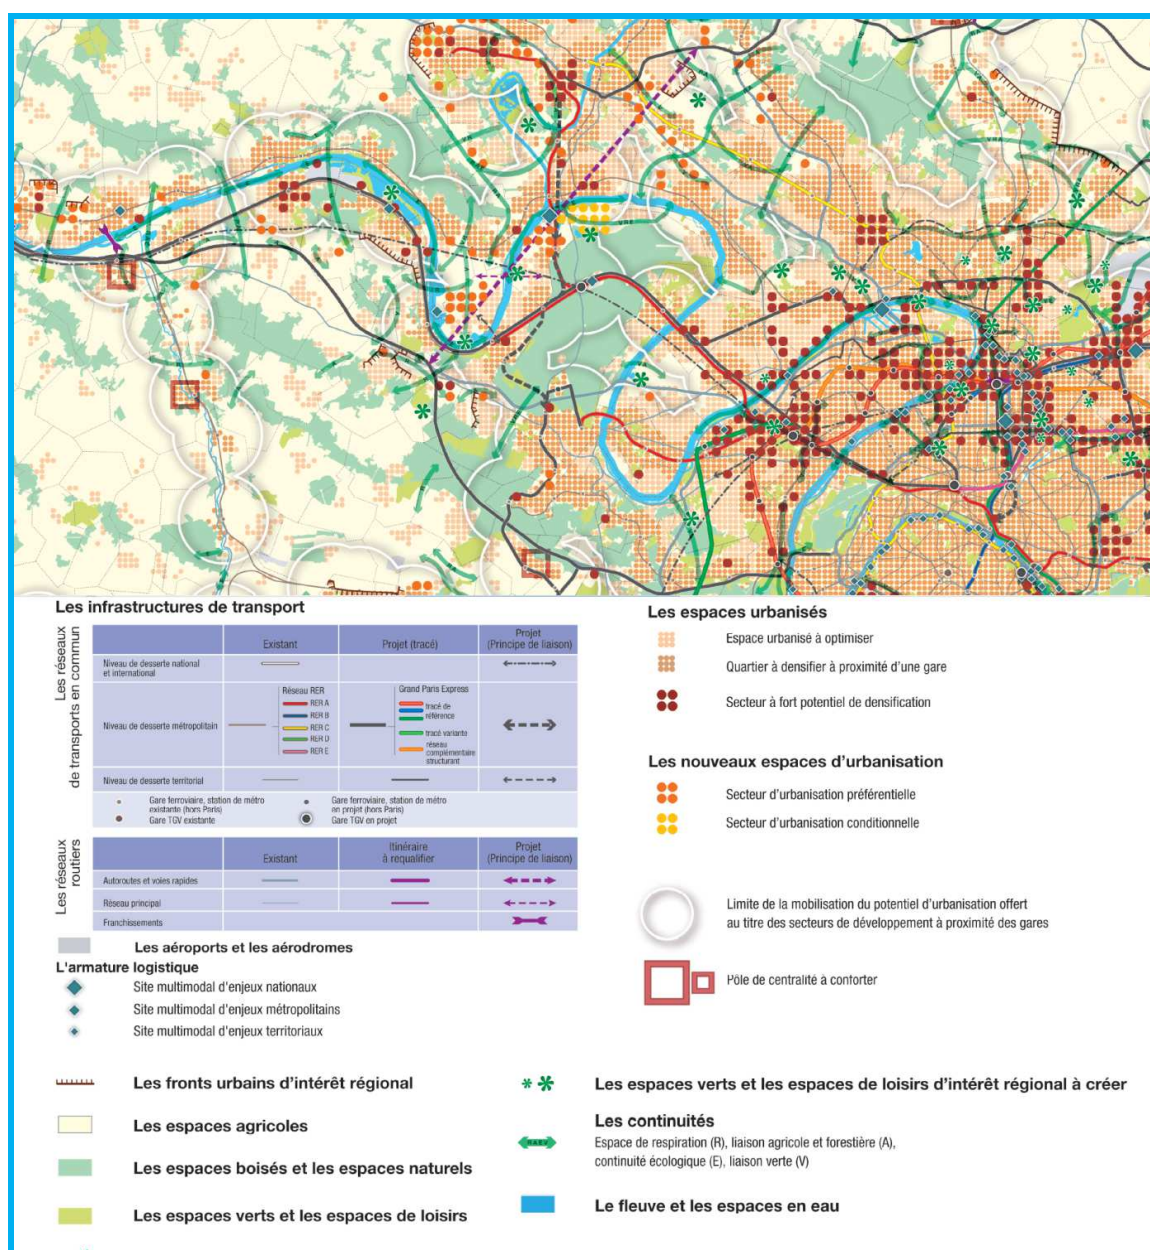 Les infrastructures de transport
Les réseaux
de transports en commun
Existant
Projet (tracé)
Projet
(Principe de liaison)
Niveau de desserte national
et international
Niveau de desserte métropolitain
Réseau RER
RER A
RER B
RER C
RER D
RER E
Grand Paris Express
tracé de
référence
tracé variante
réseau
complémentaire
structurant
Niveau de desserte territorial
Gare ferroviaire, station de métro
existante (hors Paris)
Gare TGV existante
Gare ferroviaire, station de métro
en projet (hors Paris)
Gare TGV en projet
Les réseaux
routiers
Existant
Itinéraire
à requalifier
Projet
(Principe de liaison)
Autoroutes et voies rapides
Réseau principal
Franchissements
Les aéroports et les aérodromes
L'armature logistique
Site multimodal d'enjeux nationaux
Site multimodal d'enjeux métropolitains
Site multimodal d'enjeux territoriaux
Les fronts urbains d'intérêt régional
Les espaces agricoles
Les espaces boisés et les espaces naturels
Les espaces verts et les espaces de loisirs
Les espaces urbanisés
Espace urbanisé à optimiser
Quartier à densifier à proximité d'une gare
Secteur à fort potentiel de densification
Les nouveaux espaces d'urbanisation
Secteur d'urbanisation préférentielle
Secteur d'urbanisation conditionnelle
Limite de la mobilisation du potentiel d'urbanisation offert
au titre des secteurs de développement à proximité des gares
Pôle de centralité à conforter
Les espaces verts et les espaces de loisirs d'intérêt régional à créer
Les continuités
RAEV
Espace de respiration (R), liaison agricole et forestière (A),
continuité écologique (E), liaison verte (V)
Le fleuve et les espaces en eau